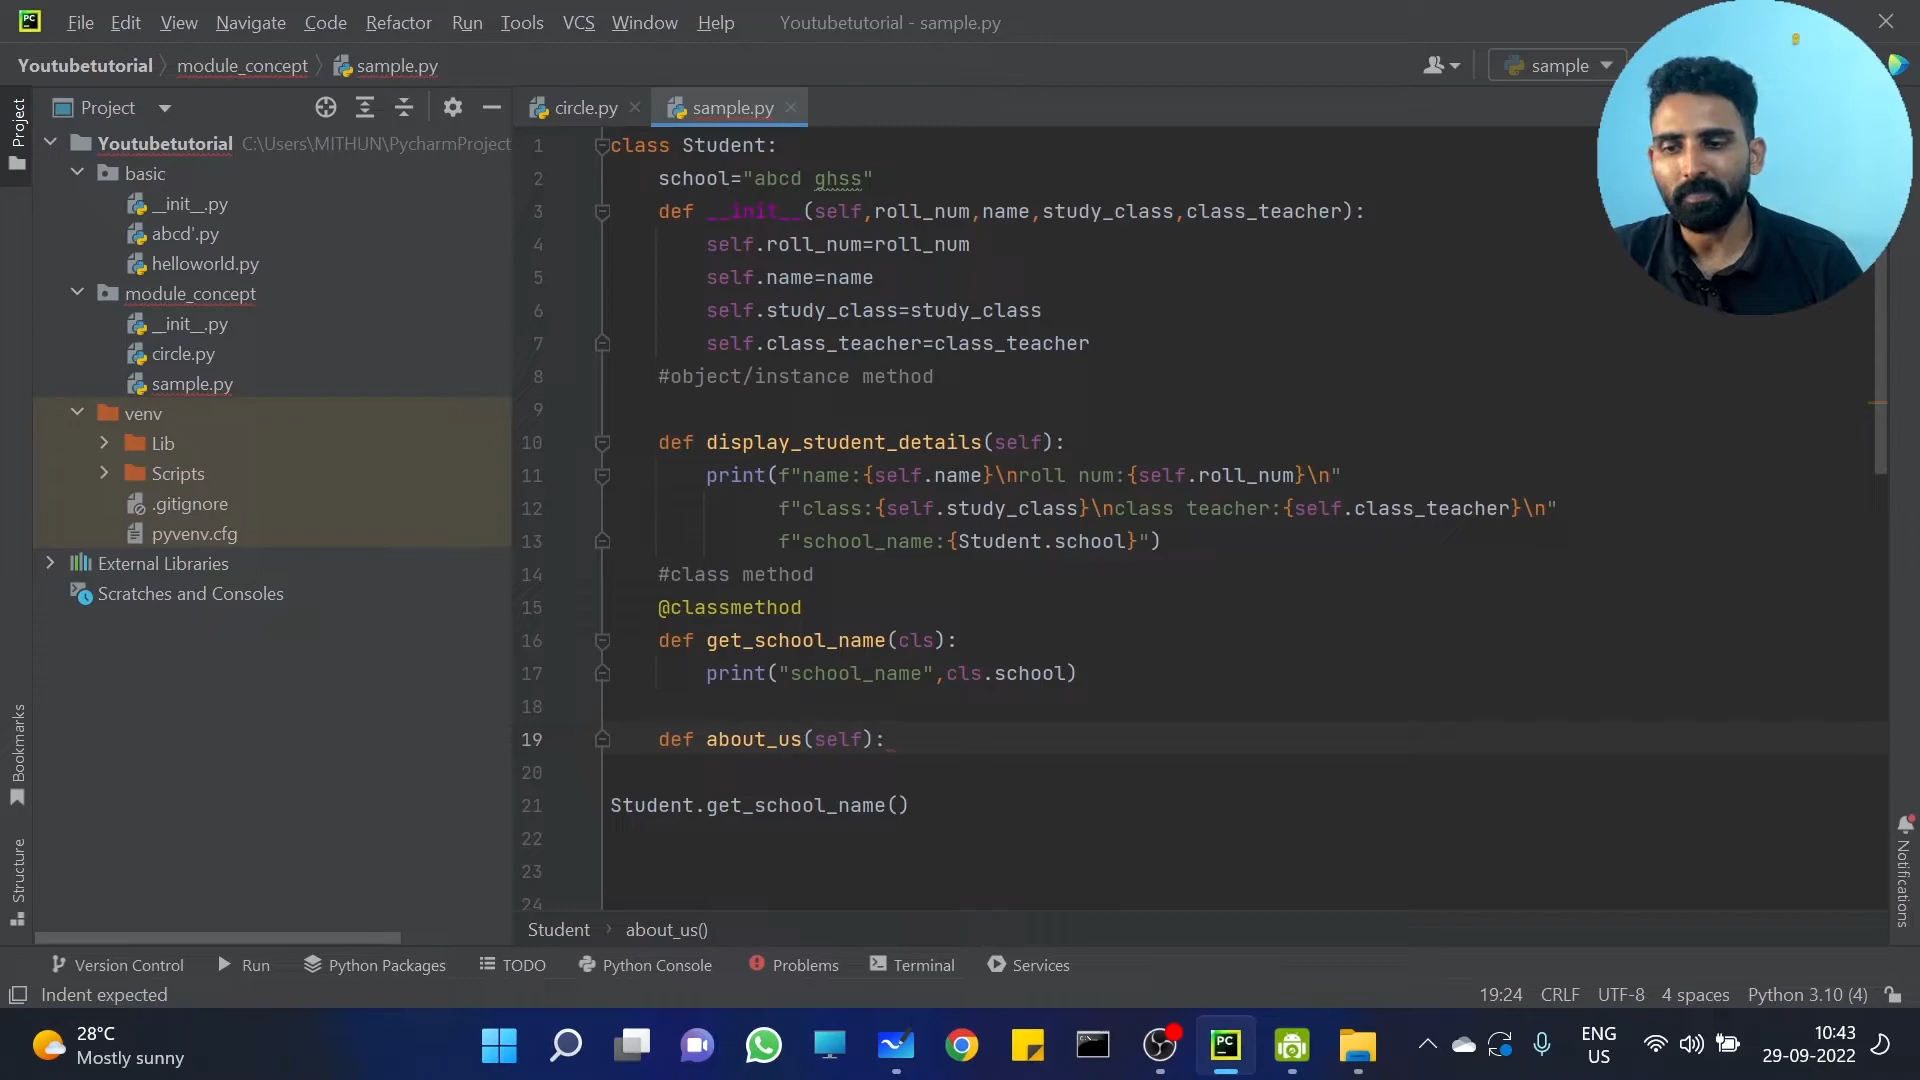 PC File Edit View Navigate Code Refactor Run Tools VCS Window Help Youtubetutorial - sample.py
Youtubetutorial module_concept sample.py sample
Project
Project
circle.py sample.py
Youtubetutorial C:\Users\MITHUN\PycharmProject
basic
__init__.py
abcd'.py
helloworld.py
module_concept
__init__.py
circle.py
sample.py
venv
Lib
Scripts
.gitignore
pyvenv.cfg
External Libraries
Scratches and Consoles
Bookmarks
Structure
1 class Student:
2 school="abcd ghss"
3 def __init__(self,roll_num,name,study_class,class_teacher):
4 self.roll_num=roll_num
5 self.name=name
6 self.study_class=study_class
7 self.class_teacher=class_teacher
8 #object/instance method
9
10 def display_student_details(self):
11 print(f"name:{self.name}\nroll num:{self.roll_num}\n"
12 f"class:{self.study_class}\nclass teacher:{self.class_teacher}\n"
13 f"school_name:{Student.school}")
14 #class method
15 @classmethod
16 def get_school_name(cls):
17 print("school_name",cls.school)
18
19 def about_us(self):
20
21 Student.get_school_name()
22
23
24
Notifications
Student about_us()
Version Control Run Python Packages TODO Python Console Problems Terminal Services
Indent expected 19:24 CRLF UTF-8 4 spaces Python 3.10 (4)
28°C
Mostly sunny
PC
ENG
US
10:43
29-09-2022